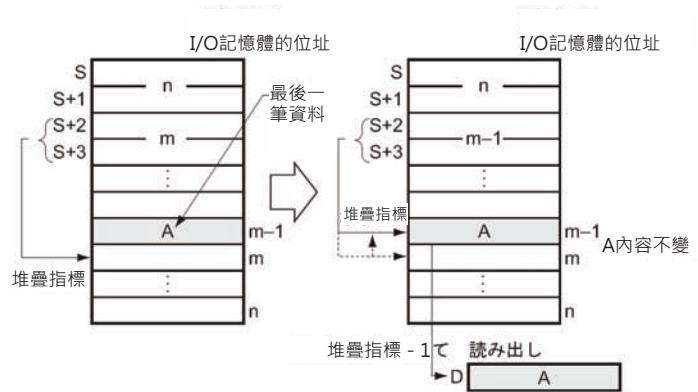 I/O記憶體的位址
S
n
S+1
S+2
m
S+3
⋮
最後一
筆資料
A
m−1
m
堆疊指標
⋮
n
I/O記憶體的位址
S
n
S+1
S+2
m−1
S+3
⋮
堆疊指標
A
m−1
A內容不變
m
⋮
n
堆疊指標 - 1て 読み出し
D
A